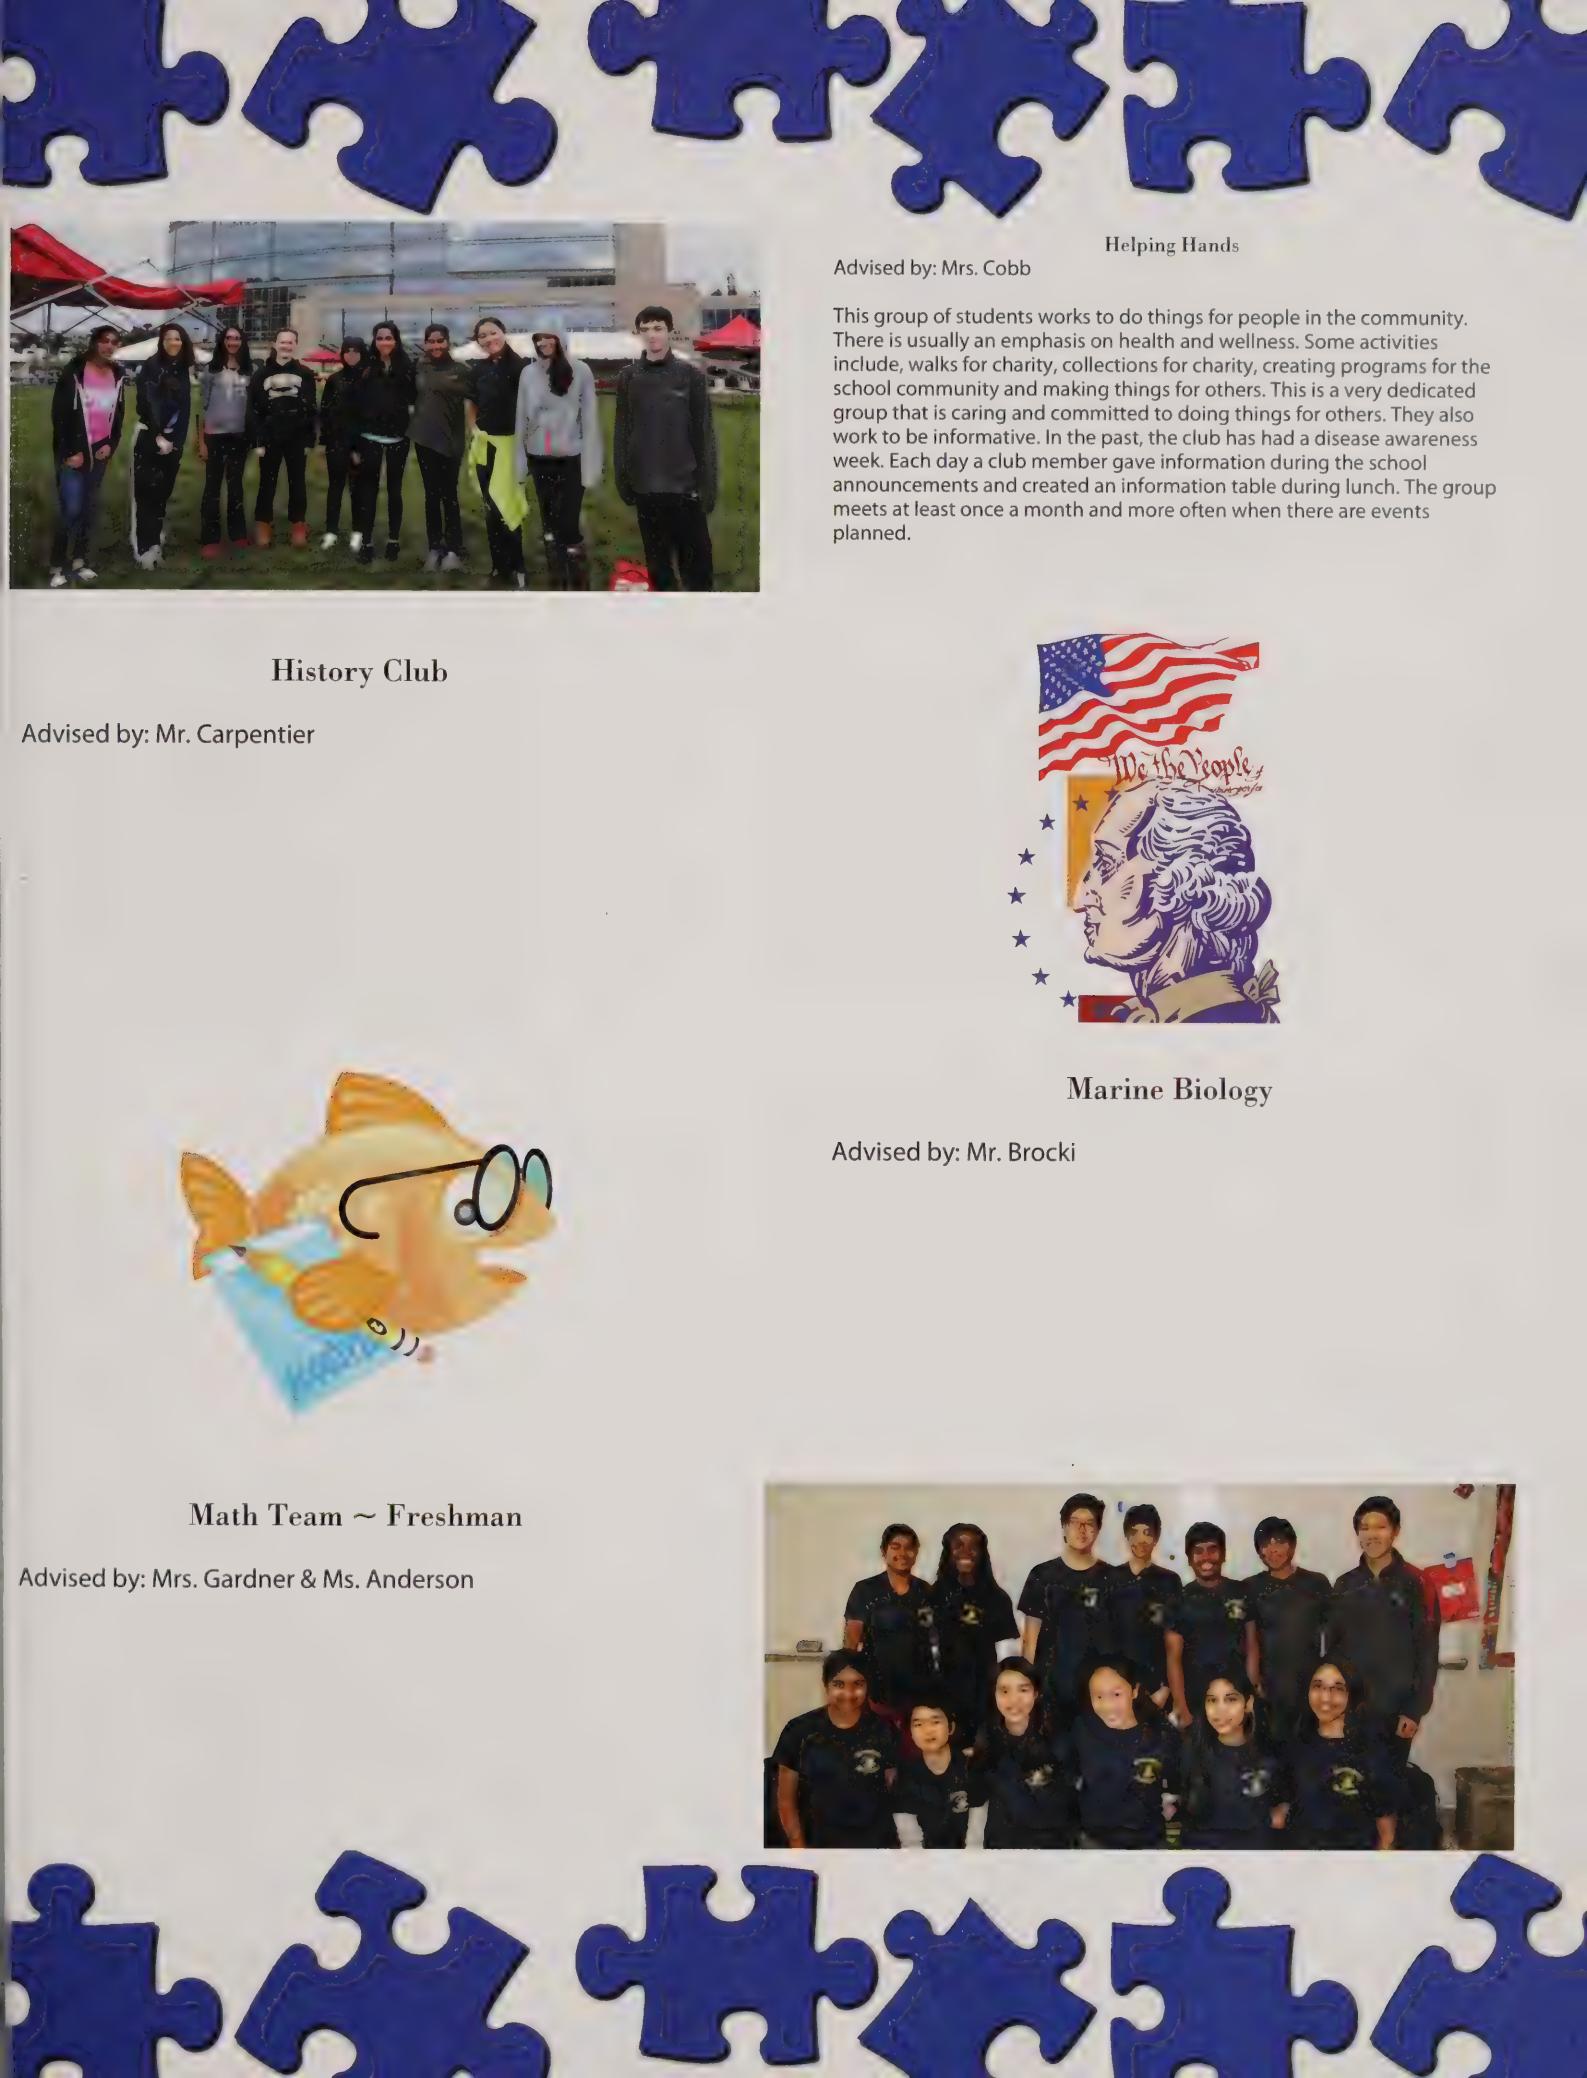 Helping Hands
Advised by: Mrs. Cobb
This group of students works to do things for people in the community.
There is usually an emphasis on health and wellness. Some activities
include, walks for charity, collections for charity, creating programs for the
school community and making things for others. This is a very dedicated
group that is caring and committed to doing things for others. They also
work to be informative. In the past, the club has had a disease awareness
week. Each day a club member gave information during the school
announcements and created an information table during lunch. The group
meets at least once a month and more often when there are events
planned.
History Club
Advised by: Mr. Carpentier
We the People
Marine Biology
Advised by: Mr. Brocki
Math Team ~ Freshman
Advised by: Mrs. Gardner & Ms. Anderson